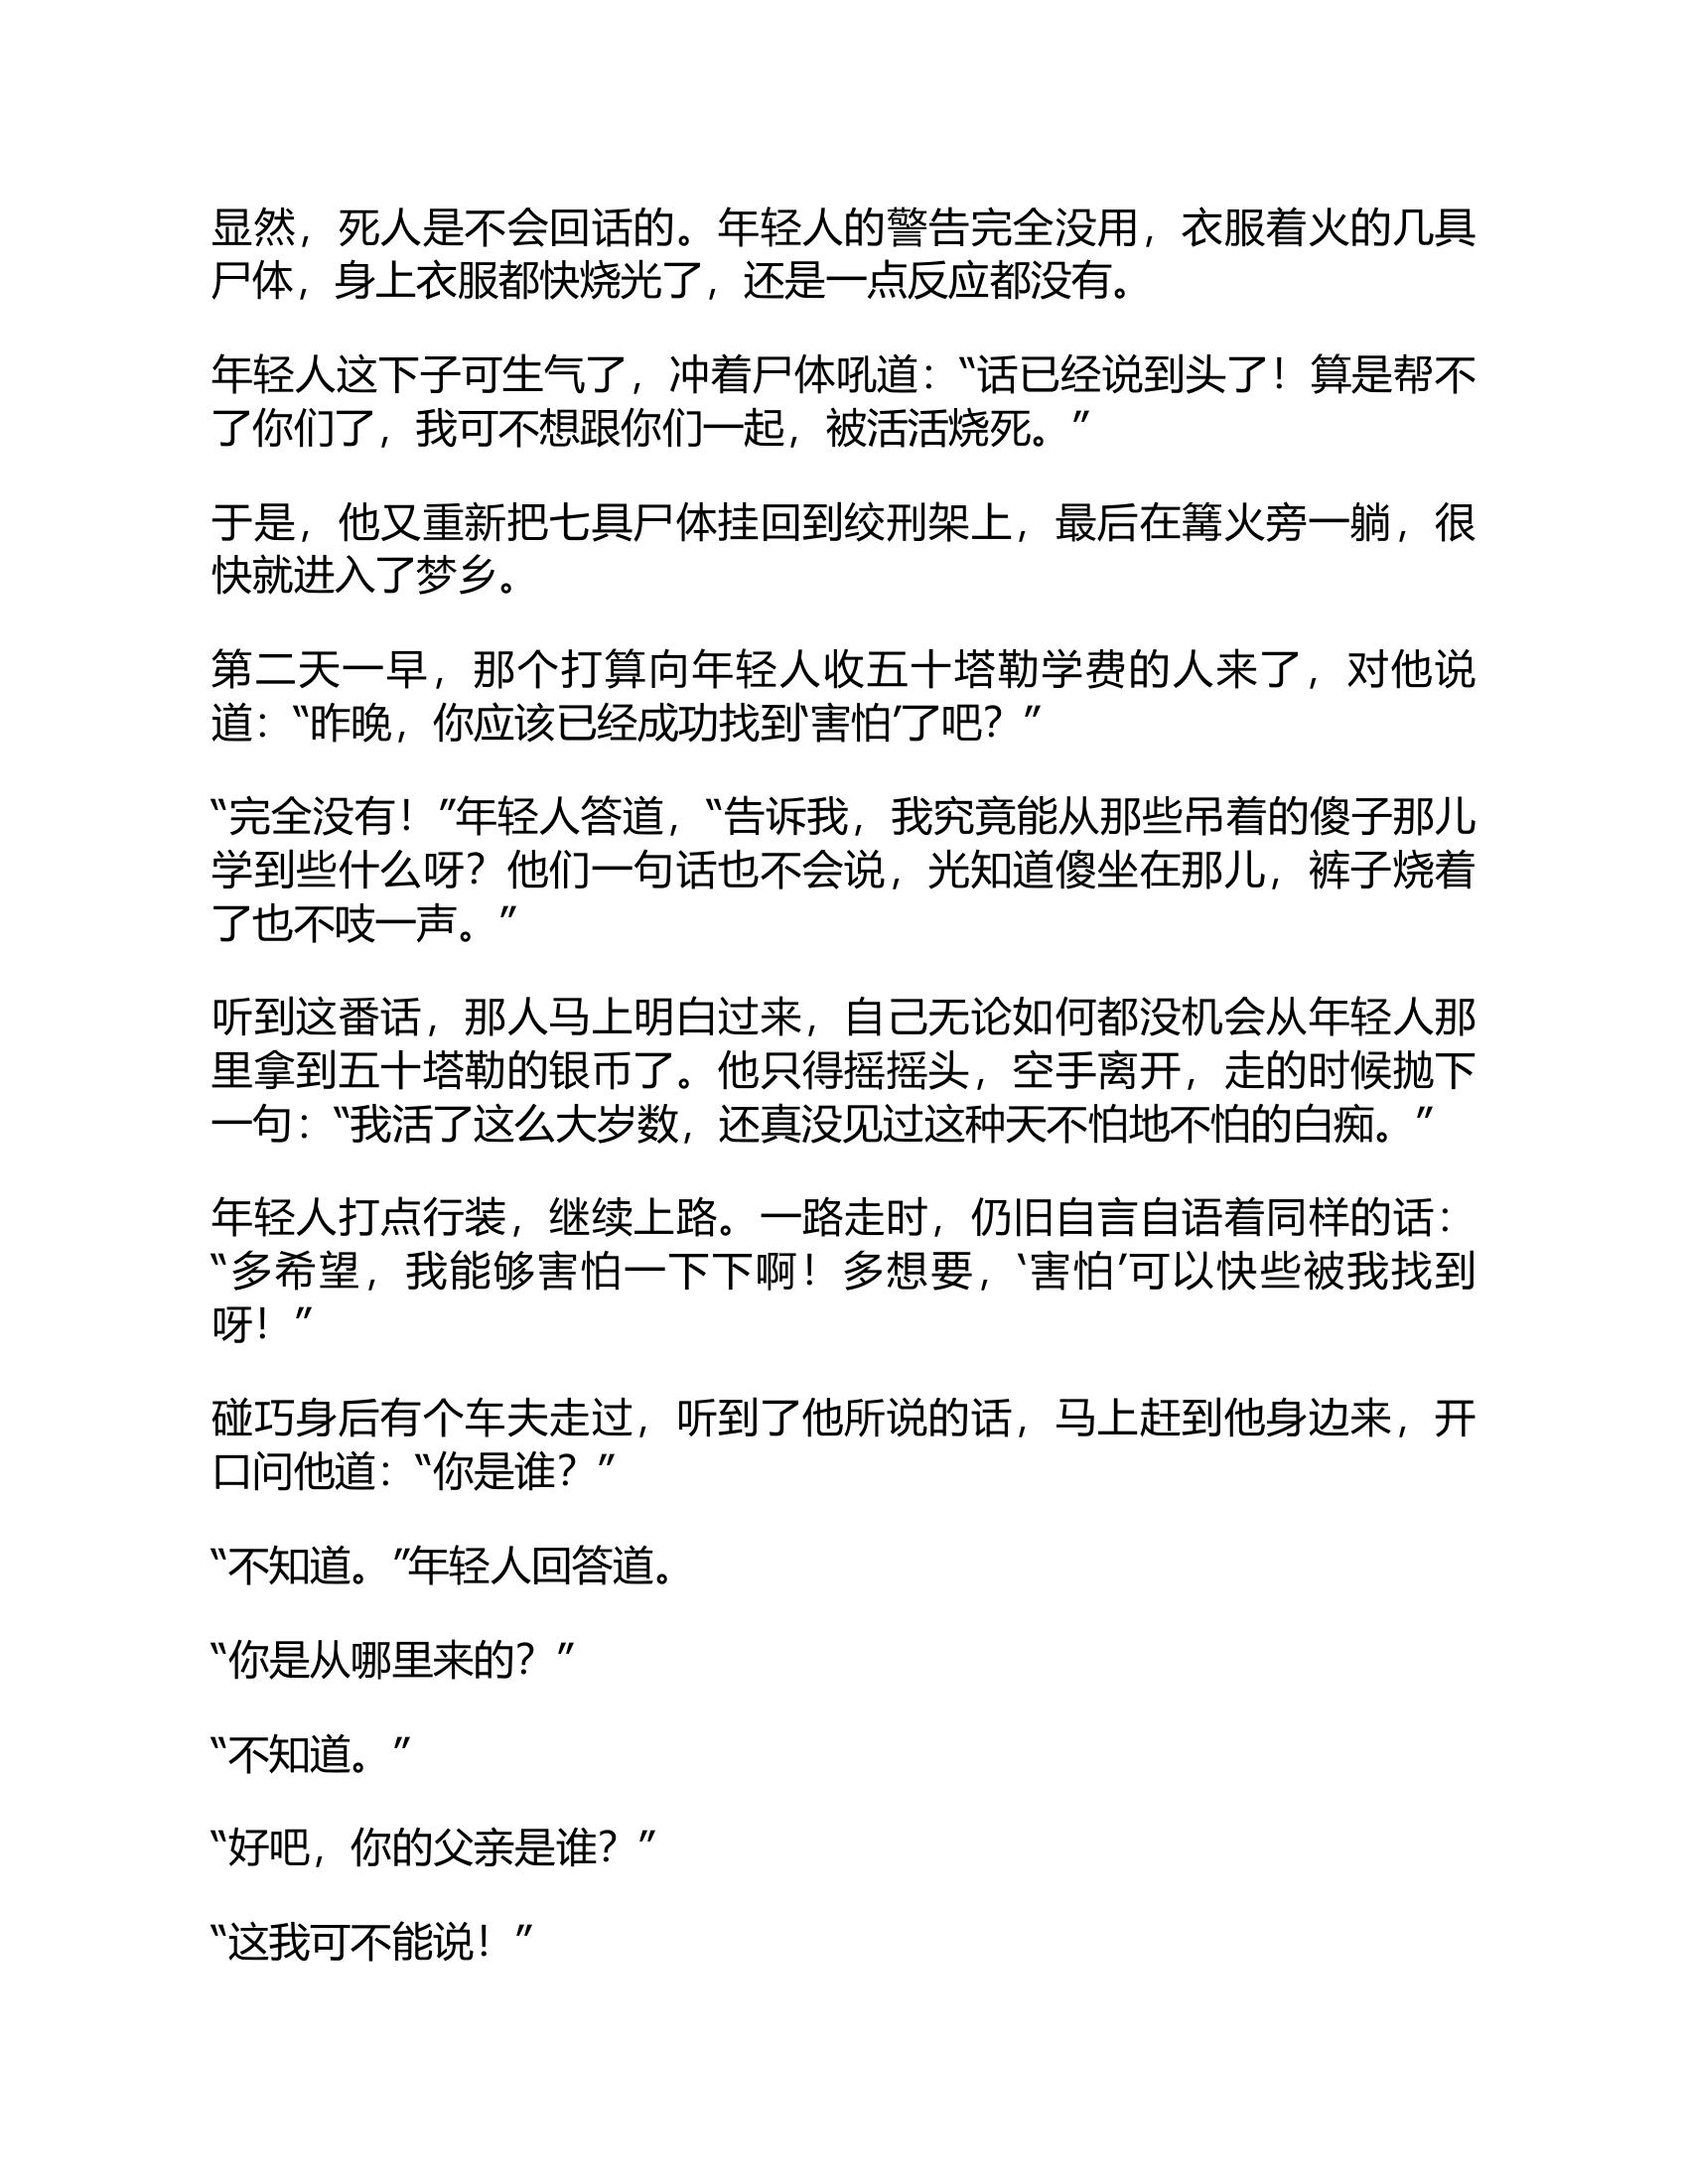 显然，死人是不会回话的。年轻人的警告完全没用，衣服着火的几具
尸体，身上衣服都快烧光了，还是一点反应都没有。
年轻人这下子可生气了，冲着尸体吼道：“话已经说到头了！算是帮不
了你们了，我可不想跟你们一起，被活活烧死。”
于是，他又重新把七具尸体挂回到绞刑架上，最后在篝火旁一躺，很
快就进入了梦乡。
第二天一早，那个打算向年轻人收五十塔勒学费的人来了，对他说
道：“昨晚，你应该已经成功找到‘害怕’了吧？”
“完全没有！”年轻人答道，“告诉我，我究竟能从那些吊着的傻子那儿
学到些什么呀？他们一句话也不会说，光知道傻坐在那儿，裤子烧着
了也不吱一声。”
听到这番话，那人马上明白过来，自己无论如何都没机会从年轻人那
里拿到五十塔勒的银币了。他只得摇摇头，空手离开，走的时候抛下
一句：“我活了这么大岁数，还真没见过这种天不怕地不怕的白痴。”
年轻人打点行装，继续上路。一路走时，仍旧自言自语着同样的话：
“多希望，我能够害怕一下下啊！多想要，‘害怕’可以快些被我找到
呀！”
碰巧身后有个车夫走过，听到了他所说的话，马上赶到他身边来，开
口问他道：“你是谁？”
“不知道。”年轻人回答道。
“你是从哪里来的？”
“不知道。”
“好吧，你的父亲是谁？”
“这我可不能说！”